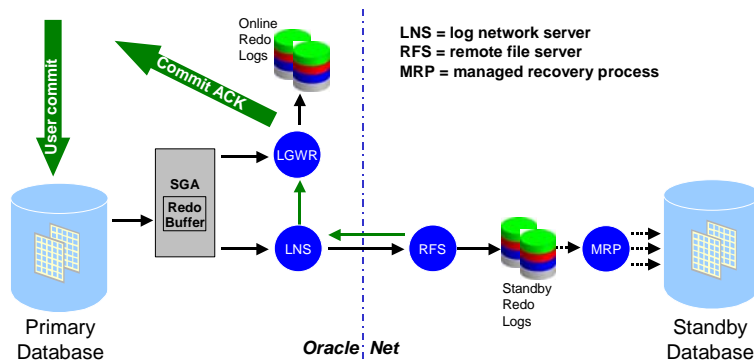 Online
Redo
Logs
LNS = log network server
RFS = remote file server
MRP = managed recovery process
User commit
Commit ACK
LGWR
SGA
Redo
Buffer
LNS
RFS
MRP
Standby
Redo
Logs
Primary
Database
Oracle Net
Standby
Database